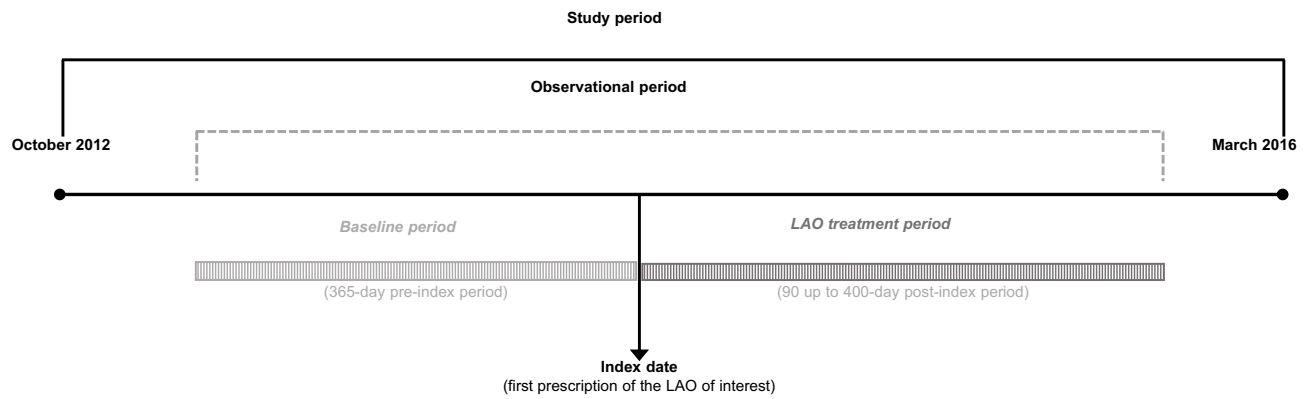 Study period
Observational period
October 2012
March 2016
Baseline period
LAO treatment period
(365-day pre-index period)
(90 up to 400-day post-index period)
Index date
(first prescription of the LAO of interest)